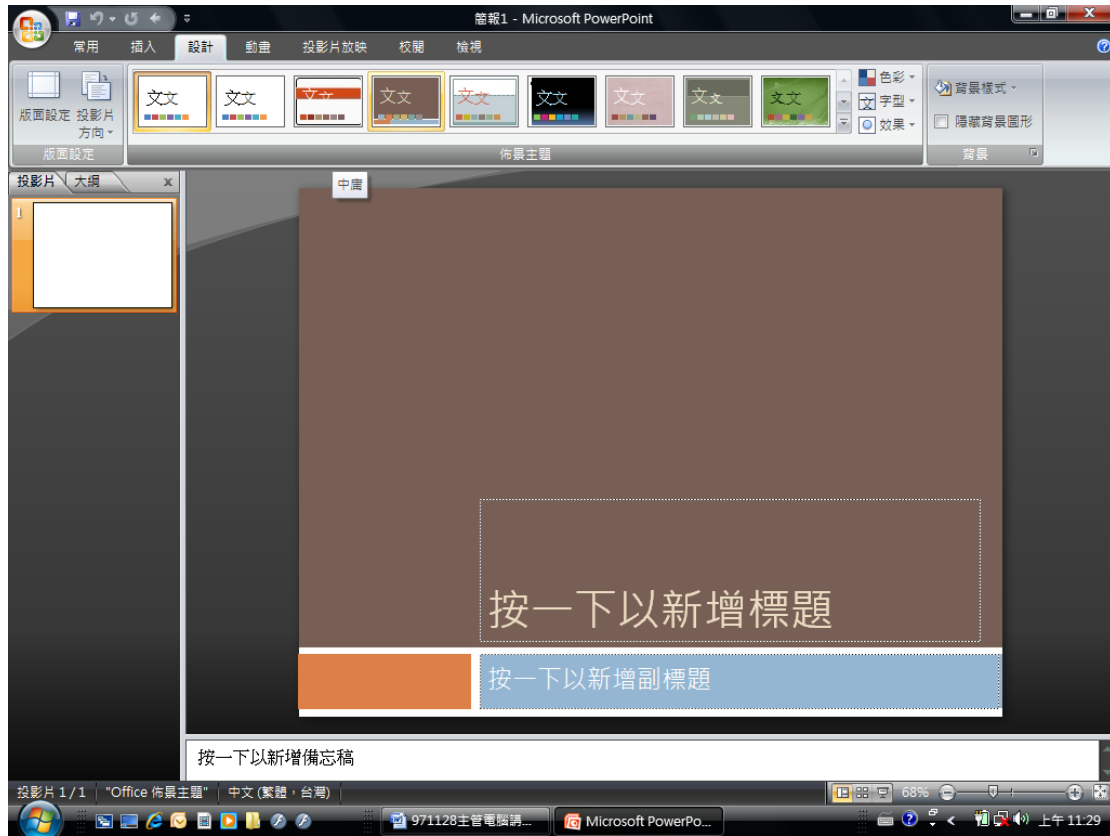 簡報1 - Microsoft PowerPoint
常用 插入 設計 動畫 投影片放映 校閱 檢視
文文 文文 文文 文文 文文 文文 文文 文文 文文
色彩
字型
效果
背景樣式
隱藏背景圖形
版面設定 投影片
方向
版面設定 佈景主題 背景
投影片 大綱 x
中庸
1
按一下以新增標題
按一下以新增副標題
按一下以新增備忘稿
投影片 1 / 1 "Office 佈景主題" 中文 (繁體，台灣) 68%
971128主管電腦講... Microsoft PowerPo... 上午 11:29